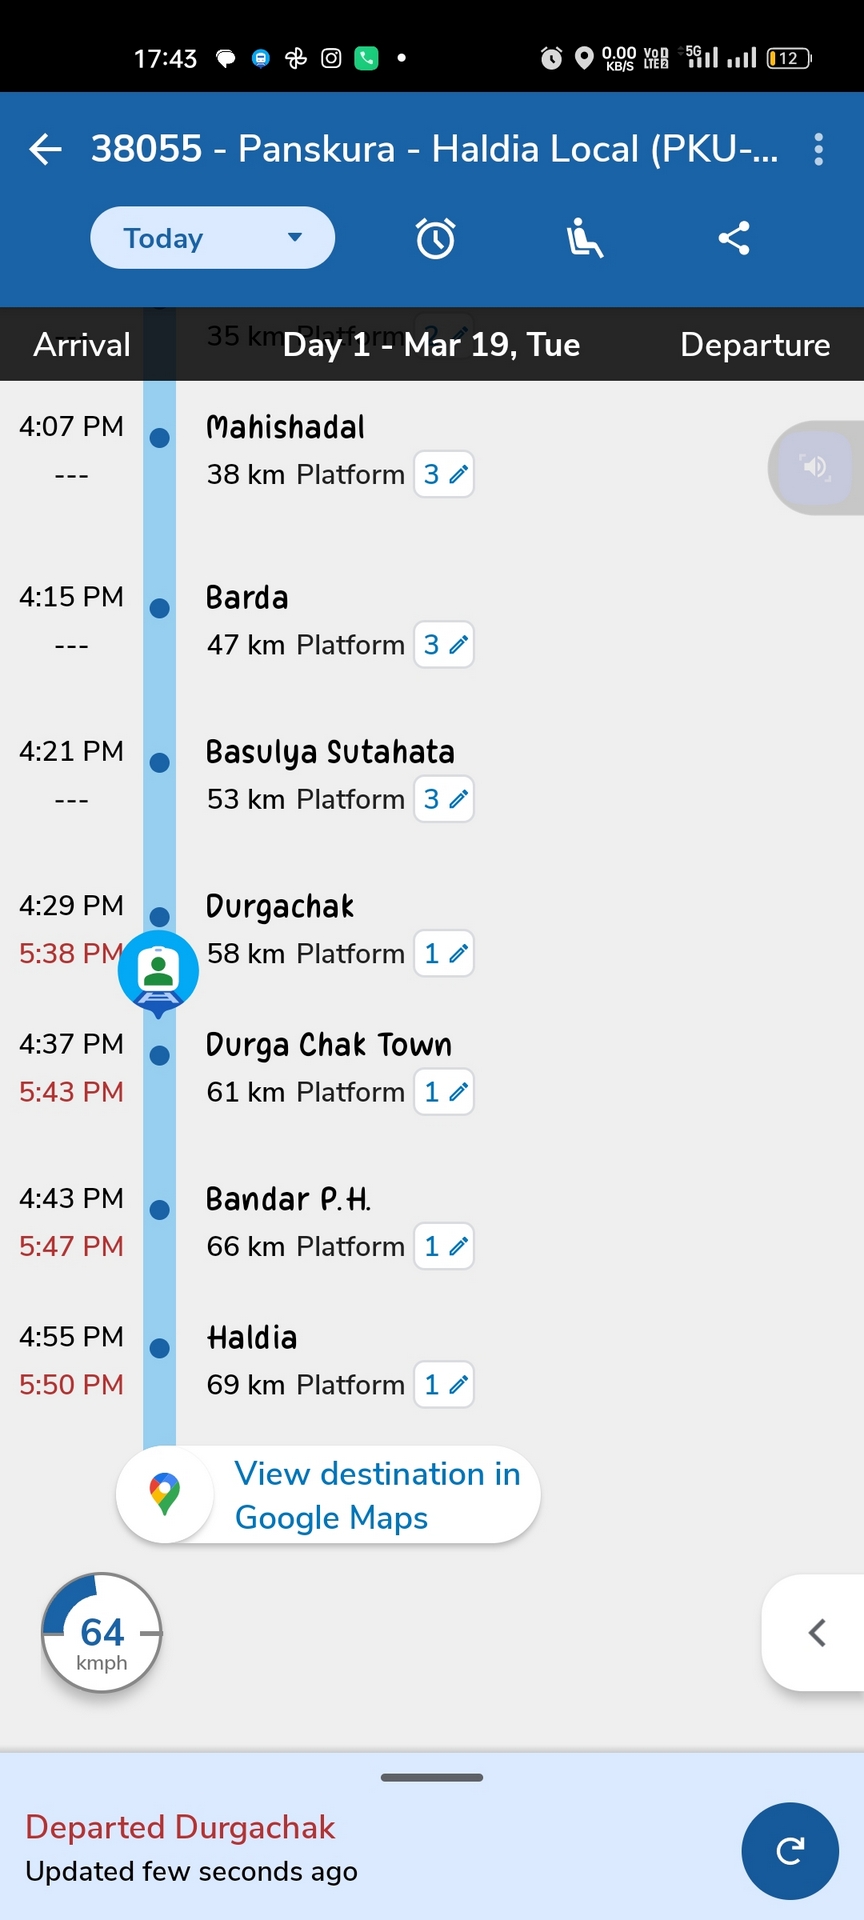 17:43
0.00 KB/S VoD LTE2 5G 12
38055 - Panskura - Haldia Local (PKU-...
Today
35 km Platform
Arrival Day 1 - Mar 19, Tue Departure
4:07 PM Mahishadal
--- 38 km Platform 3
4:15 PM Barda
--- 47 km Platform 3
4:21 PM Basulya Sutahata
--- 53 km Platform 3
4:29 PM Durgachak
5:38 PM 58 km Platform 1
4:37 PM Durga Chak Town
5:43 PM 61 km Platform 1
4:43 PM Bandar P.H.
5:47 PM 66 km Platform 1
4:55 PM Haldia
5:50 PM 69 km Platform 1
View destination in
Google Maps
64
kmph
Departed Durgachak
Updated few seconds ago